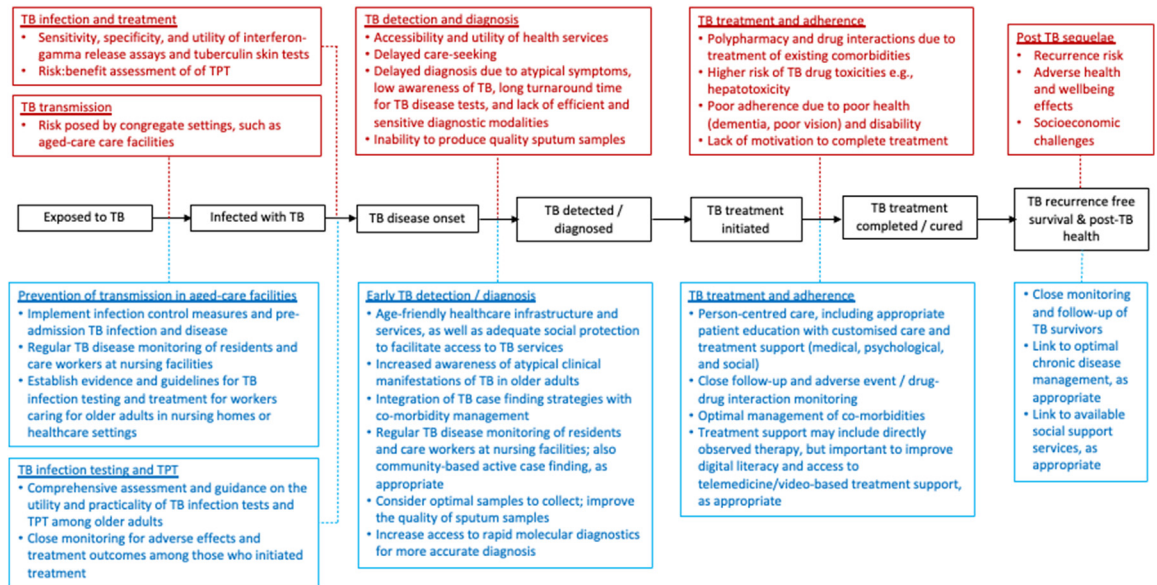 TB infection and treatment
• Sensitivity, specificity, and utility of interferon-
gamma release assays and tuberculin skin tests
• Risk:benefit assessment of of TPT
TB transmission
• Risk posed by congregate settings, such as
aged-care care facilities
TB detection and diagnosis
• Accessibility and utility of health services
• Delayed care-seeking
• Delayed diagnosis due to atypical symptoms,
low awareness of TB, long turnaround time
for TB disease tests, and lack of efficient and
sensitive diagnostic modalities
• Inability to produce quality sputum samples
TB treatment and adherence
• Polypharmacy and drug interactions due to
treatment of existing comorbidities
• Higher risk of TB drug toxicities e.g.,
hepatotoxicity
• Poor adherence due to poor health
(dementia, poor vision) and disability
• Lack of motivation to complete treatment
Post TB sequelae
• Recurrence risk
• Adverse health
and wellbeing
effects
• Socioeconomic
challenges
Exposed to TB
Infected with TB
TB disease onset
TB detected /
diagnosed
TB treatment
initiated
TB treatment
completed / cured
TB recurrence free
survival & post-TB
health
Prevention of transmission in aged-care facilities
• Implement infection control measures and pre-
admission TB infection and disease
• Regular TB disease monitoring of residents and
care workers at nursing facilities
• Establish evidence and guidelines for TB
infection testing and treatment for workers
caring for older adults in nursing homes or
healthcare settings
TB infection testing and TPT
• Comprehensive assessment and guidance on the
utility and practicality of TB infection tests and
TPT among older adults
• Close monitoring for adverse effects and
treatment outcomes among those who initiated
treatment
Early TB detection / diagnosis
• Age-friendly healthcare infrastructure and
services, as well as adequate social protection
to facilitate access to TB services
• Increased awareness of atypical clinical
manifestations of TB in older adults
• Integration of TB case finding strategies with
co-morbidity management
• Regular TB disease monitoring of residents
and care workers at nursing facilities; also
community-based active case finding, as
appropriate
• Consider optimal samples to collect; improve
the quality of sputum samples
• Increase access to rapid molecular diagnostics
for more accurate diagnosis
TB treatment and adherence
• Person-centred care, including appropriate
patient education with customised care and
treatment support (medical, psychological,
and social)
• Close follow-up and adverse event / drug-
drug interaction monitoring
• Optimal management of co-morbidities
• Treatment support may include directly
observed therapy, but important to improve
digital literacy and access to
telemedicine/video-based treatment support,
as appropriate
• Close monitoring
and follow-up of
TB survivors
• Link to optimal
chronic disease
management, as
appropriate
• Link to available
social support
services, as
appropriate